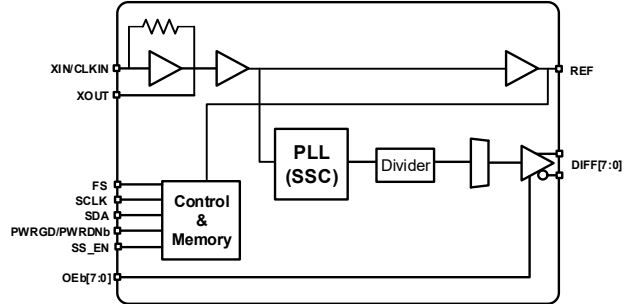 XIN/CLKIN
XOUT
REF
PLL
(SSC)
Divider
DIFF[7:0]
FS
SCLK
SDA
PWRGD/PWRDNb
SS_EN
Control
&
Memory
OEb[7:0]